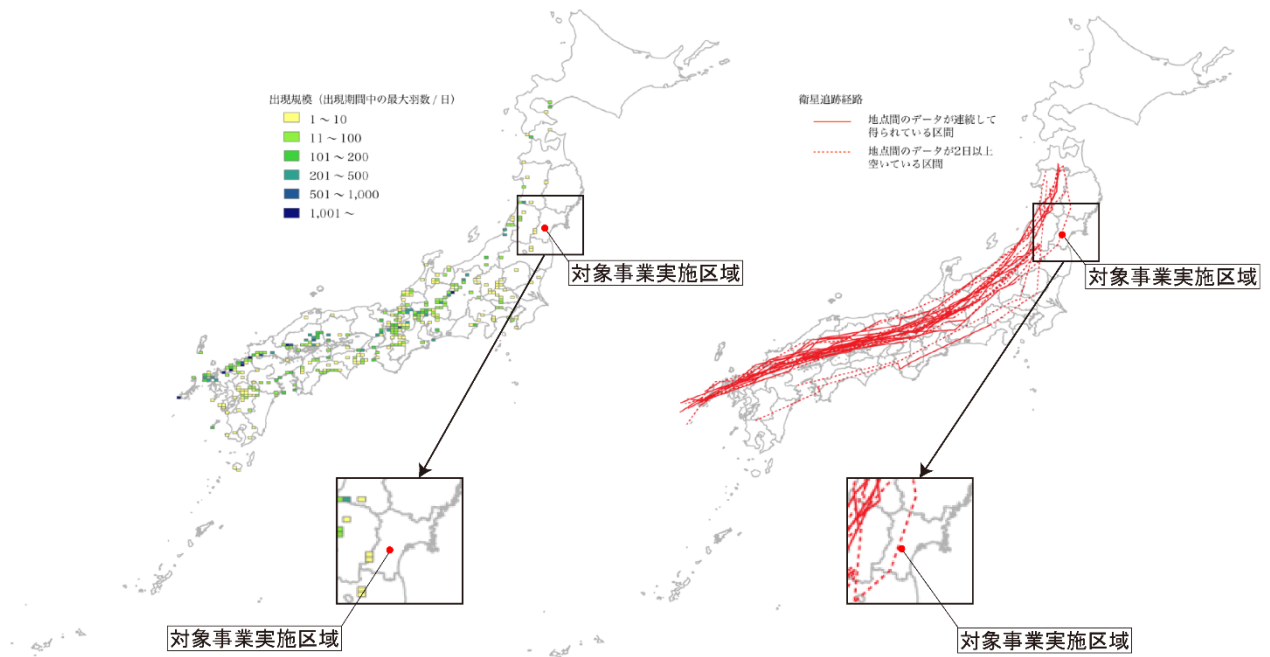 出現規模（出現期間中の最大羽数 / 日）
1 ～ 10
11 ～ 100
101 ～ 200
201 ～ 500
501 ～ 1,000
1,001 ～
対象事業実施区域
対象事業実施区域
衛星追跡経路
地点間のデータが連続して
得られている区間
地点間のデータが2日以上
空いている区間
対象事業実施区域
対象事業実施区域